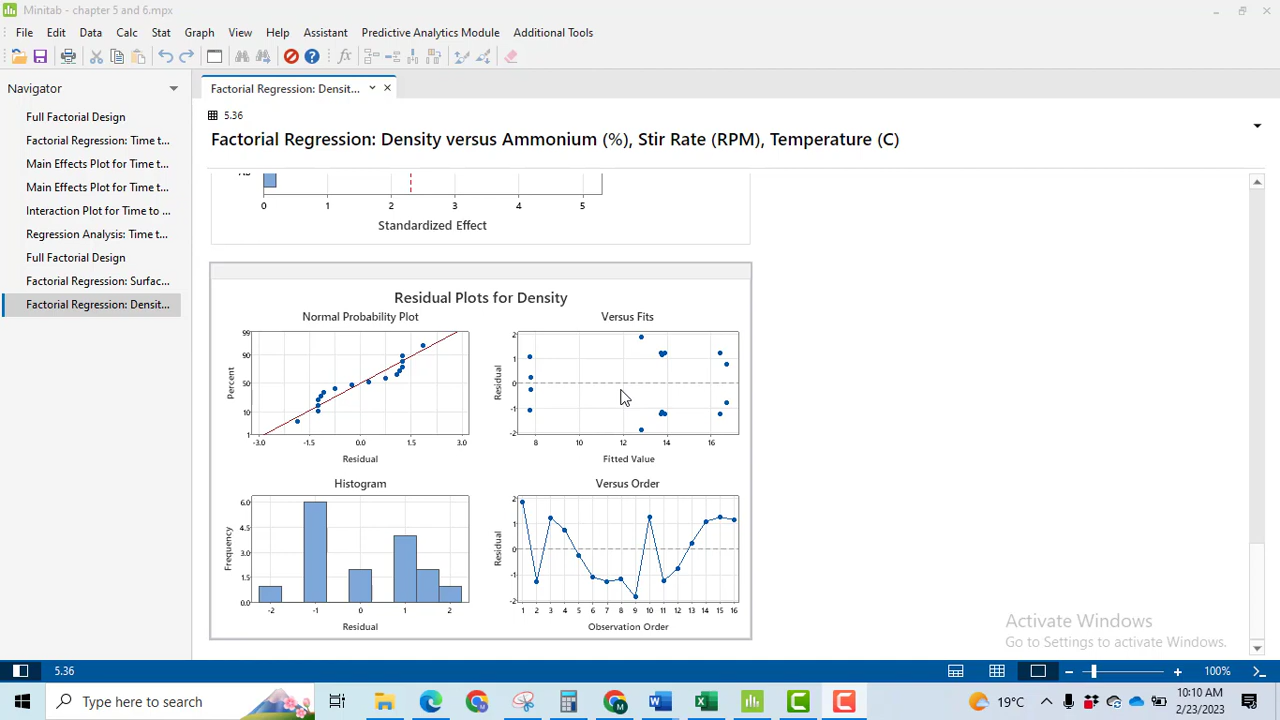 Minitab - chapter 5 and 6.mpx
File Edit Data Calc Stat Graph View Help Assistant Predictive Analytics Module Additional Tools
Navigator
Factorial Regression: Densit...
Full Factorial Design
Factorial Regression: Time t...
Main Effects Plot for Time t...
Main Effects Plot for Time t...
Interaction Plot for Time to ...
Regression Analysis: Time t...
Full Factorial Design
Factorial Regression: Surfac...
Factorial Regression: Densit...
5.36
Factorial Regression: Density versus Ammonium (%), Stir Rate (RPM), Temperature (C)
0 1 2 3 4 5
Standardized Effect
Residual Plots for Density
Normal Probability Plot
99
90
50
10
1
Percent
-3.0 -1.5 0.0 1.5 3.0
Residual
Versus Fits
2
1
0
-1
-2
Residual
8 10 12 14 16
Fitted Value
Histogram
6.0
4.5
3.0
1.5
0.0
Frequency
-2 -1 0 1 2
Residual
Versus Order
2
1
0
-1
-2
Residual
1 2 3 4 5 6 7 8 9 10 11 12 13 14 15 16
Observation Order
Activate Windows
Go to Settings to activate Windows.
5.36
100%
Type here to search
19°C
10:10 AM
2/23/2023